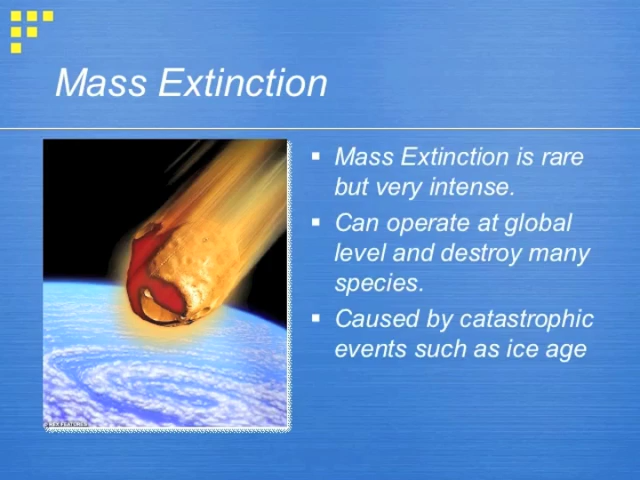 Mass Extinction
Mass Extinction is rare
but very intense.
Can operate at global
level and destroy many
species.
Caused by catastrophic
events such as ice age